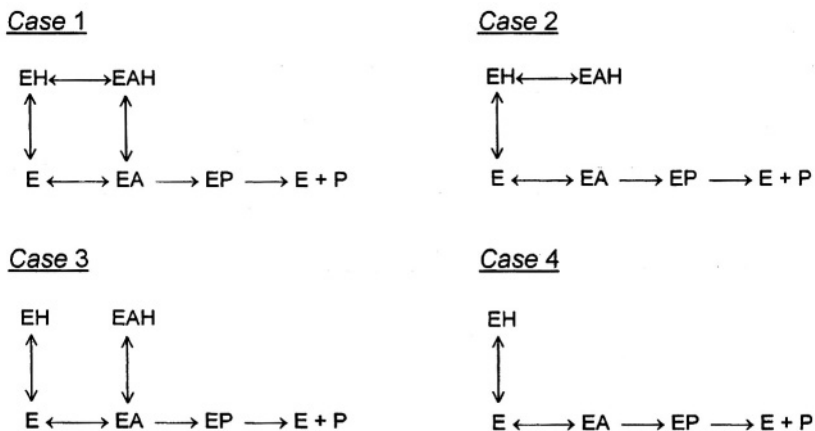 Case 1
EH ⟷ EAH
E ⟷ EA ⟶ EP ⟶ E + P
Case 2
EH ⟷ EAH
E ⟷ EA ⟶ EP ⟶ E + P
Case 3
EH EAH
E ⟷ EA ⟶ EP ⟶ E + P
Case 4
EH
E ⟷ EA ⟶ EP ⟶ E + P